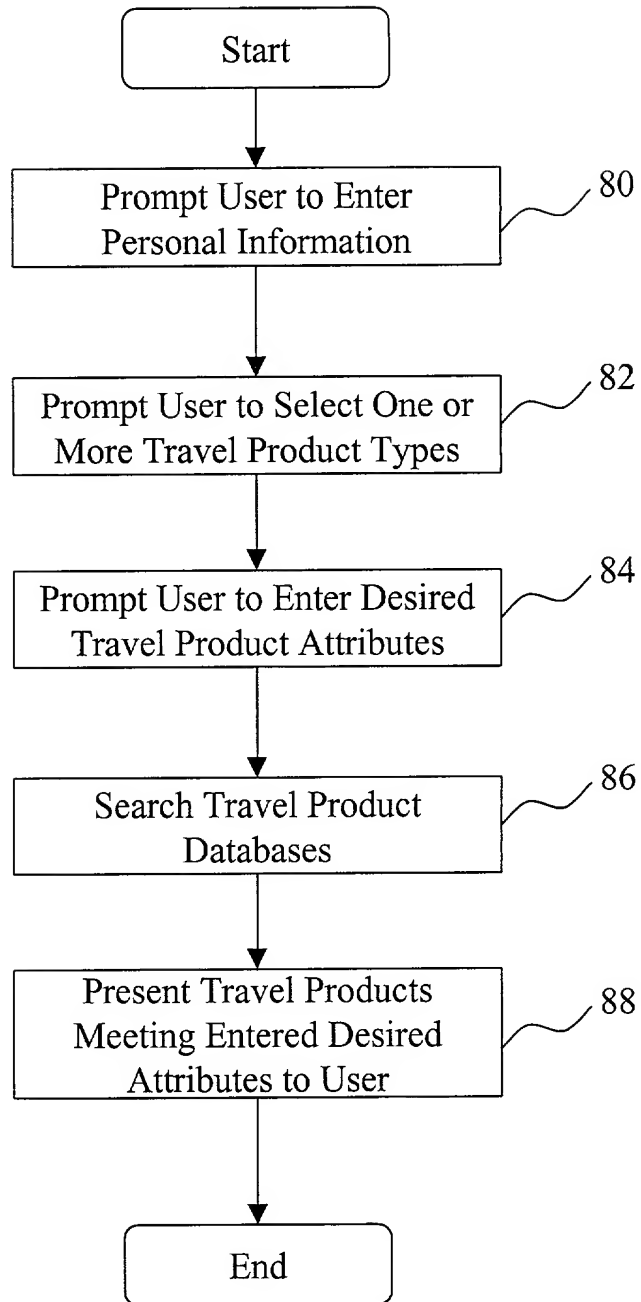 Start
Prompt User to Enter
Personal Information
80
Prompt User to Select One or
More Travel Product Types
82
Prompt User to Enter Desired
Travel Product Attributes
84
Search Travel Product
Databases
86
Present Travel Products
Meeting Entered Desired
Attributes to User
88
End